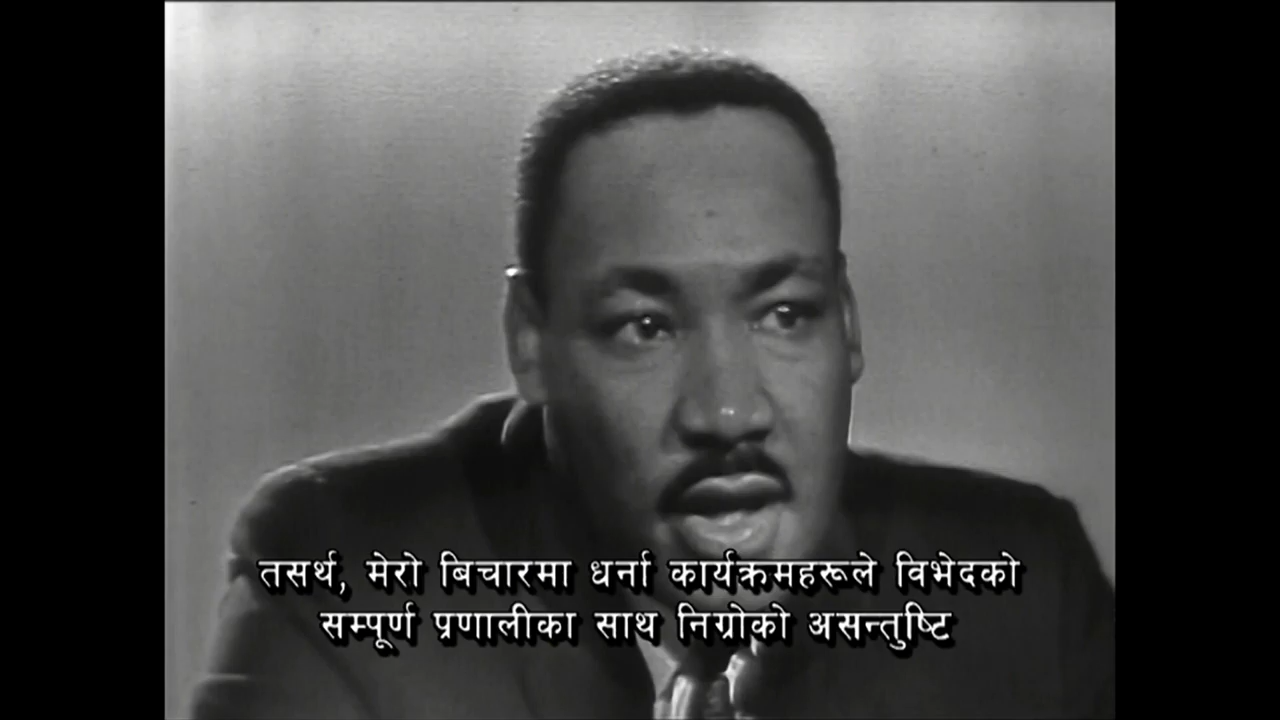 तसर्थ, मेरो बिचारमा धर्ना कार्यक्रमहरूले विभेदको
सम्पूर्ण प्रणालीका साथ निग्रोको असन्तुष्टि